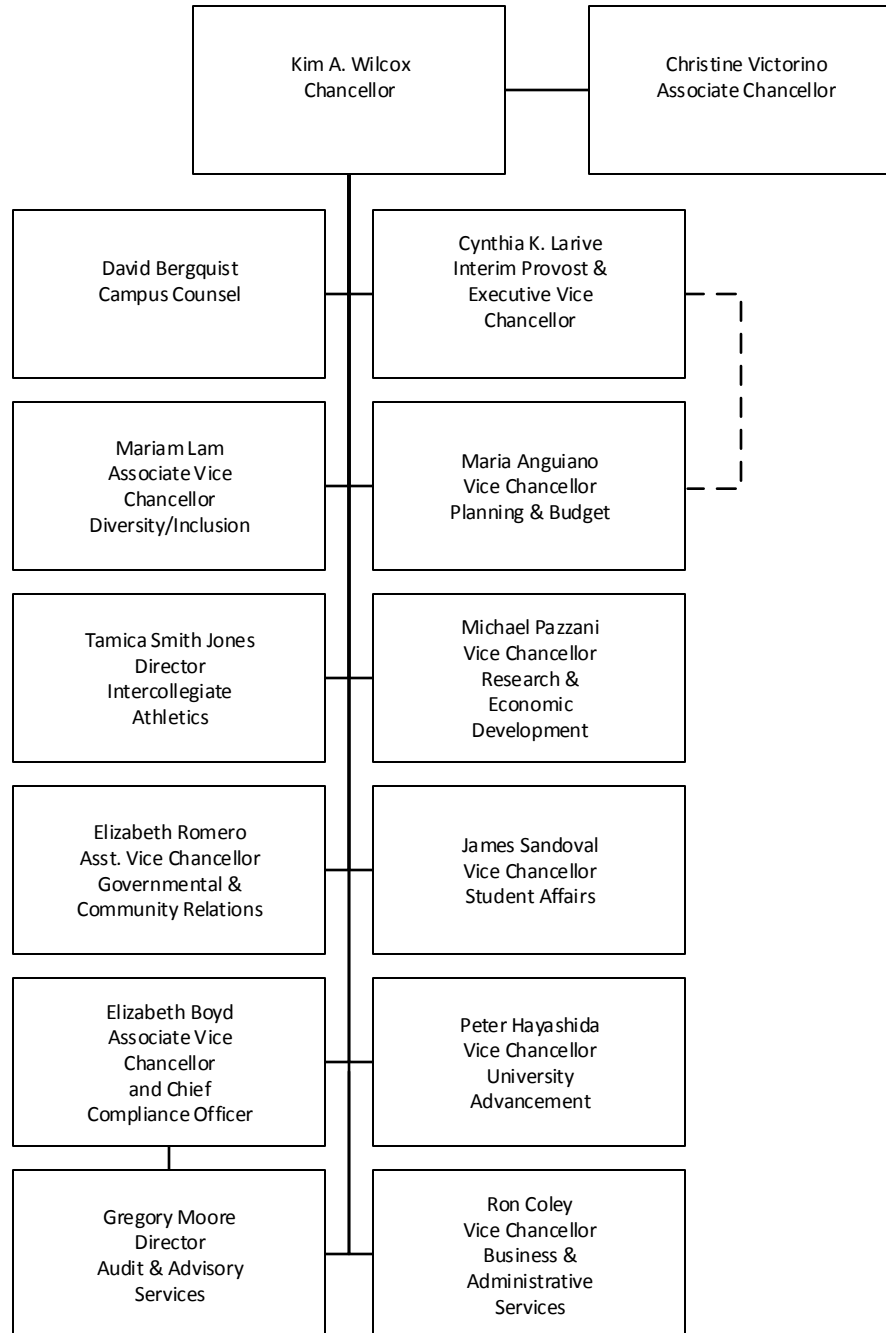 Kim A. Wilcox
Chancellor
Christine Victorino
Associate Chancellor
David Bergquist
Campus Counsel
Cynthia K. Larive
Interim Provost &
Executive Vice
Chancellor
Mariam Lam
Associate Vice
Chancellor
Diversity/Inclusion
Maria Anguiano
Vice Chancellor
Planning & Budget
Tamica Smith Jones
Director
Intercollegiate
Athletics
Michael Pazzani
Vice Chancellor
Research &
Economic
Development
Elizabeth Romero
Asst. Vice Chancellor
Governmental &
Community Relations
James Sandoval
Vice Chancellor
Student Affairs
Elizabeth Boyd
Associate Vice
Chancellor
and Chief
Compliance Officer
Peter Hayashida
Vice Chancellor
University
Advancement
Gregory Moore
Director
Audit & Advisory
Services
Ron Coley
Vice Chancellor
Business &
Administrative
Services